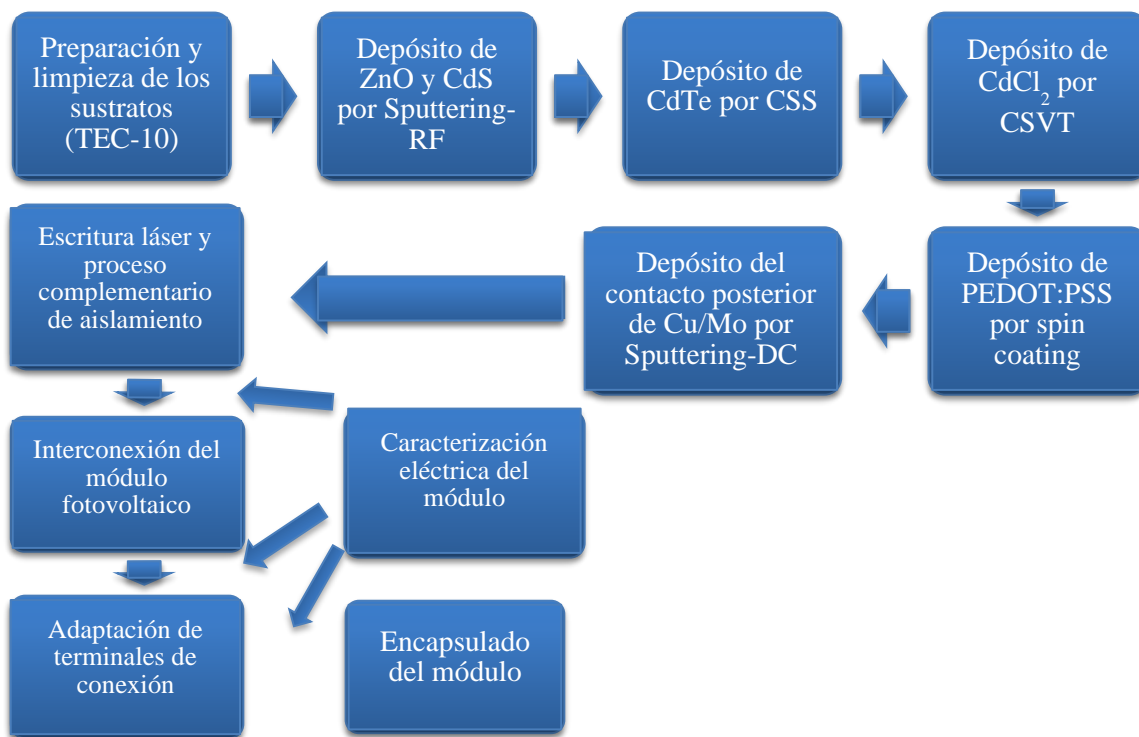 Preparación y
limpieza de los
sustratos
(TEC-10)
Depósito de
ZnO y CdS
por Sputtering-
RF
Depósito de
CdTe por CSS
Depósito de
CdCl₂ por
CSVT
Depósito de
PEDOT:PSS
por spin
coating
Depósito del
contacto posterior
de Cu/Mo por
Sputtering-DC
Escritura láser y
proceso
complementario
de aislamiento
Interconexión del
módulo
fotovoltaico
Caracterización
eléctrica del
módulo
Adaptación de
terminales de
conexión
Encapsulado
del módulo